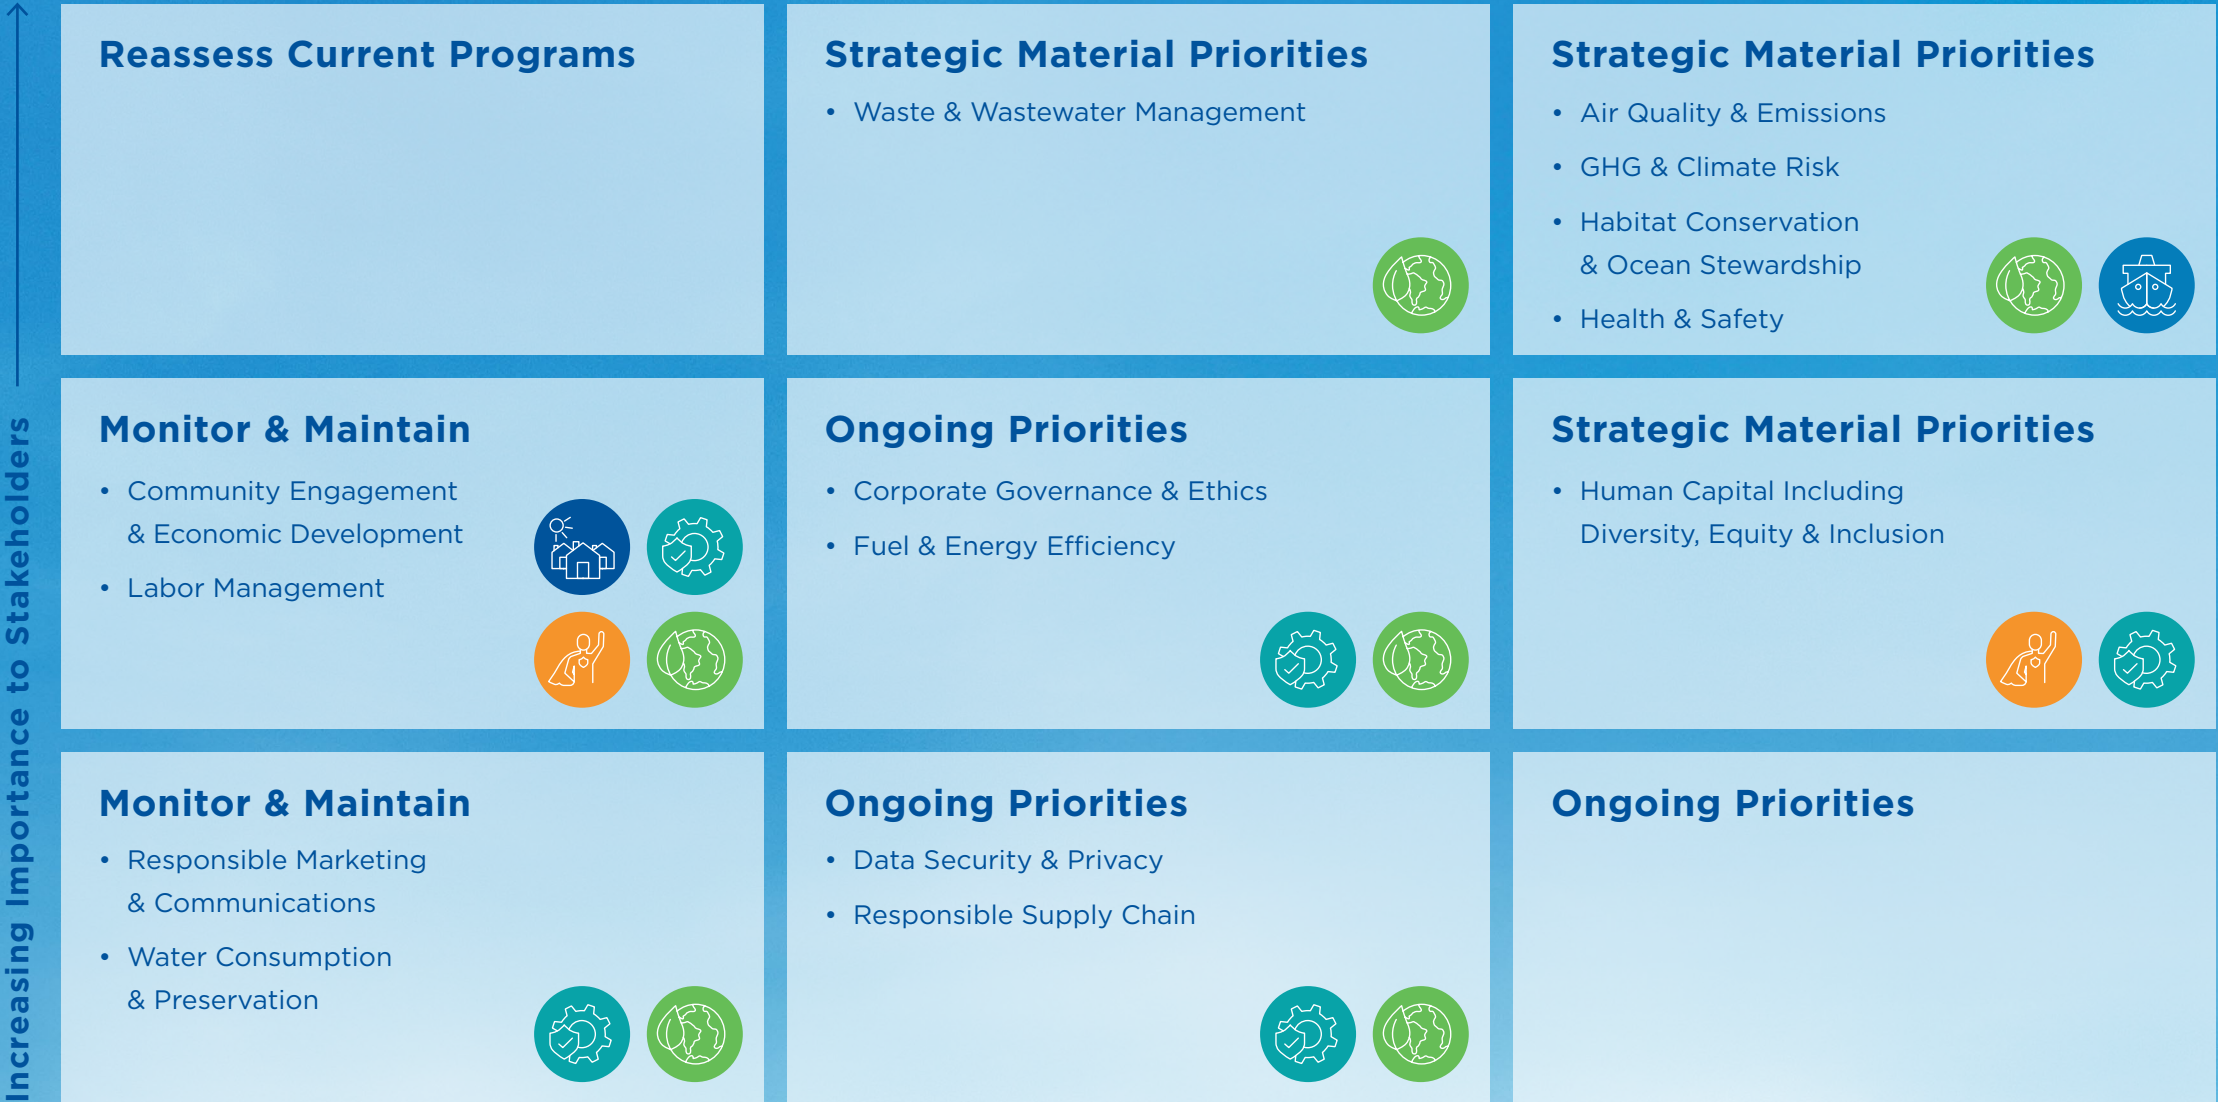 Increasing Importance to Stakeholders
Reassess Current Programs
Strategic Material Priorities
• Waste & Wastewater Management
Strategic Material Priorities
• Air Quality & Emissions
• GHG & Climate Risk
• Habitat Conservation
& Ocean Stewardship
• Health & Safety
Monitor & Maintain
• Community Engagement
& Economic Development
• Labor Management
Ongoing Priorities
• Corporate Governance & Ethics
• Fuel & Energy Efficiency
Strategic Material Priorities
• Human Capital Including
Diversity, Equity & Inclusion
Monitor & Maintain
• Responsible Marketing
& Communications
• Water Consumption
& Preservation
Ongoing Priorities
• Data Security & Privacy
• Responsible Supply Chain
Ongoing Priorities